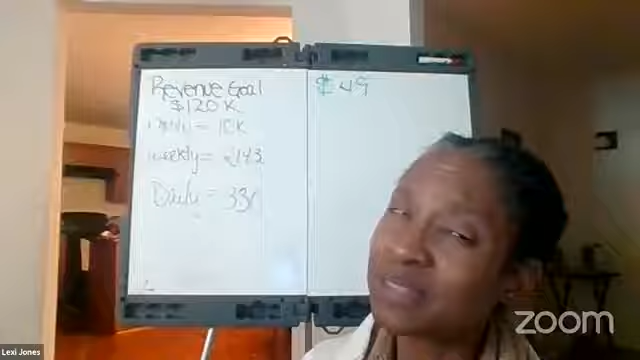 Revenue Goal
$120K
= 10K
weekly =
Daily =
$ 49
Lexi Jones
zoom